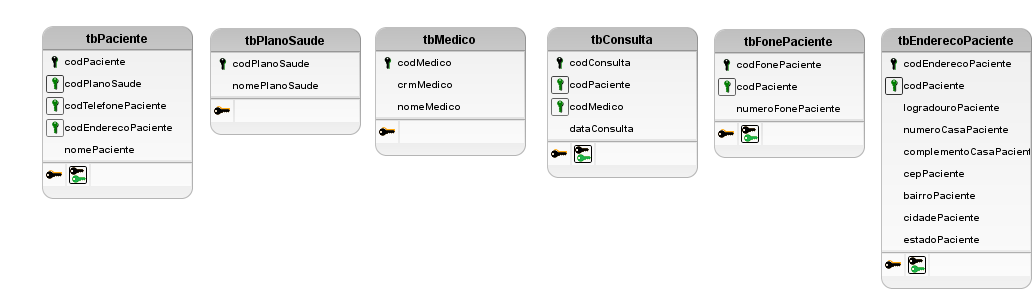 tbPaciente
codPaciente
codPlanoSaude
codTelefonePaciente
codEnderecoPaciente
nomePaciente
tbPlanoSaude
codPlanoSaude
nomePlanoSaude
tbMedico
codMedico
crmMedico
nomeMedico
tbConsulta
codConsulta
codPaciente
codMedico
dataConsulta
tbFonePaciente
codFonePaciente
codPaciente
numeroFonePaciente
tbEnderecoPaciente
codEnderecoPaciente
codPaciente
logradouroPaciente
numeroCasaPaciente
complementoCasaPacient
cepPaciente
bairroPaciente
cidadePaciente
estadoPaciente